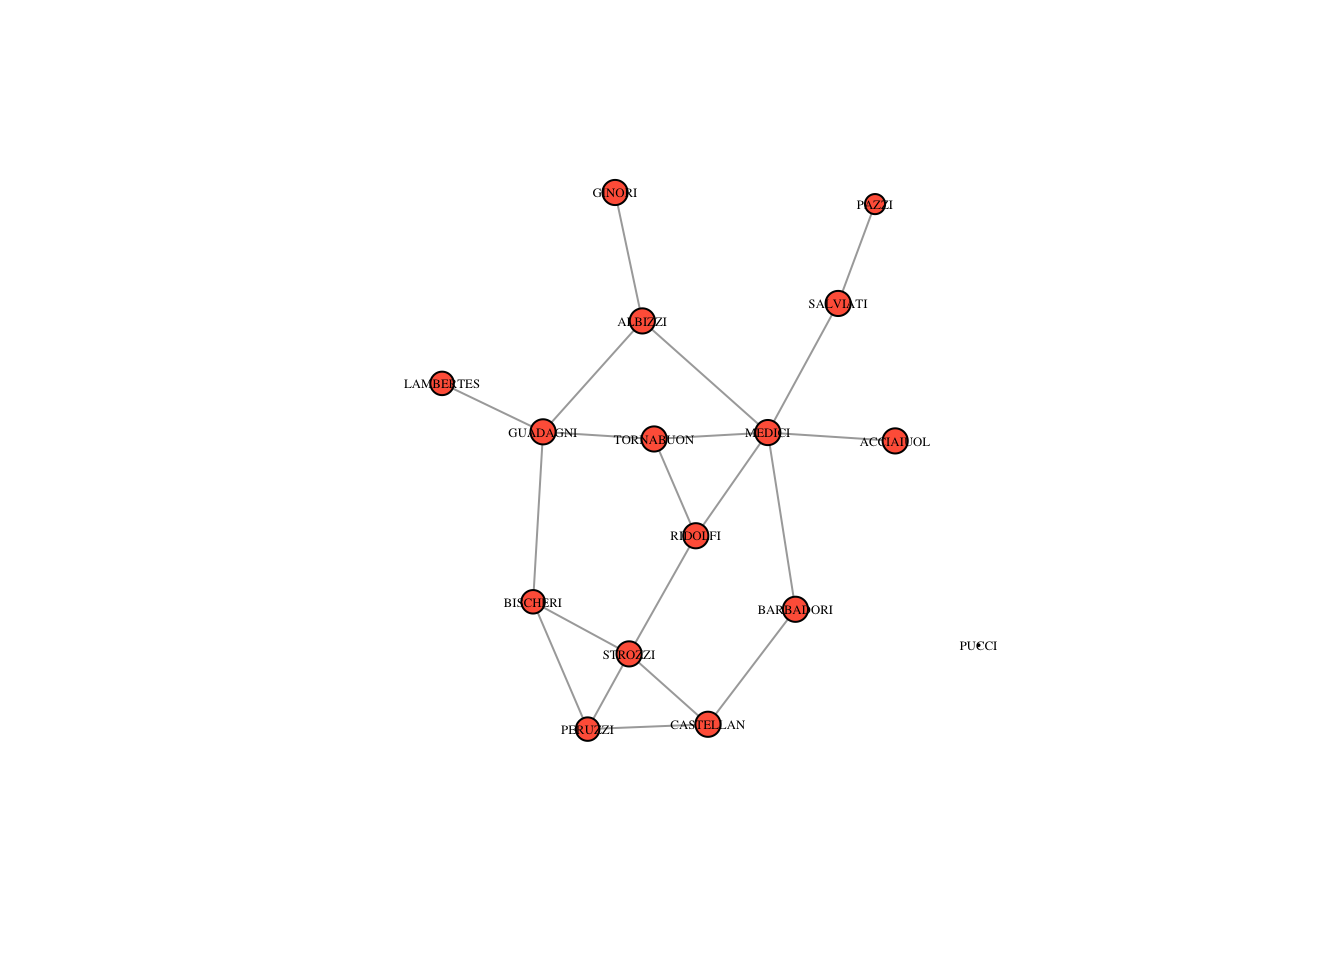 GINORI
PAZZI
SALVIATI
ALBIZZI
LAMBERTES
GUADAGNI
TORNABUON
MEDICI
ACCIAIUOL
RIDOLFI
BISCHERI
BARBADORI
PUCCI
STROZZI
PERUZZI
CASTELLAN